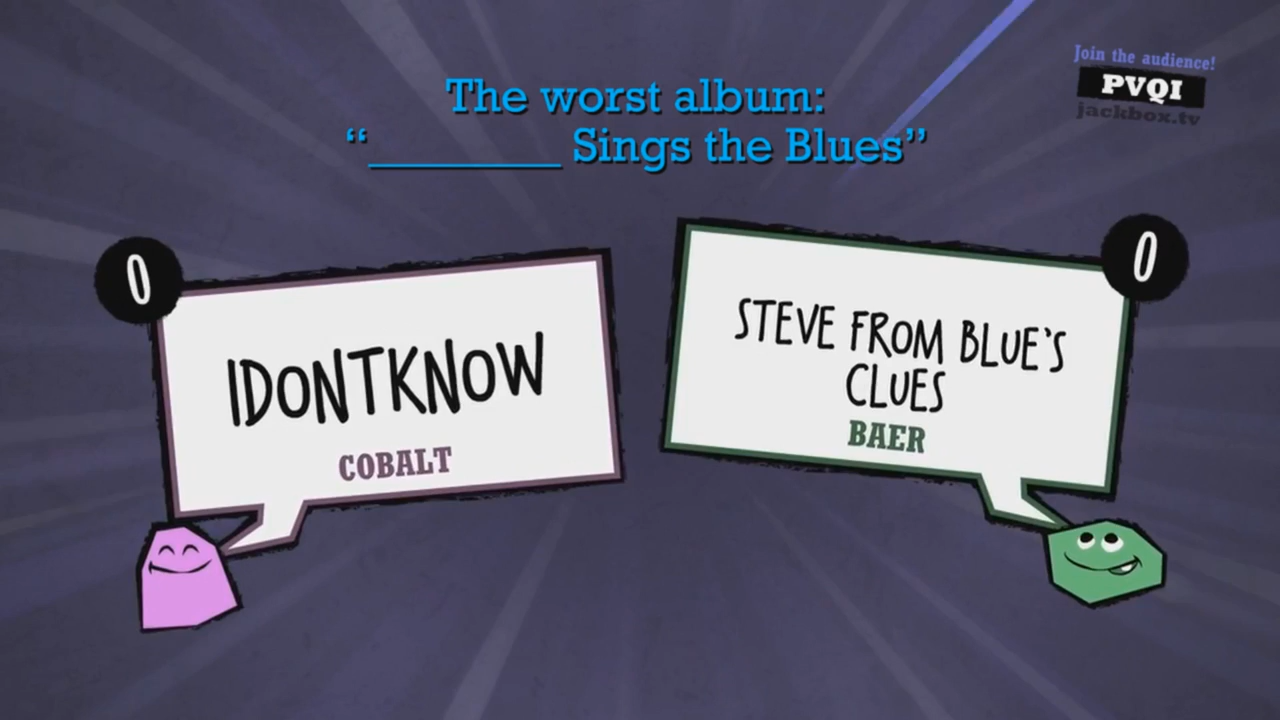 Join the audience!
PVQI
jackbox.tv
The worst album:
“________ Sings the Blues”
0
IDONTKNOW
COBALT
0
STEVE FROM BLUE'S
CLUES
BAER